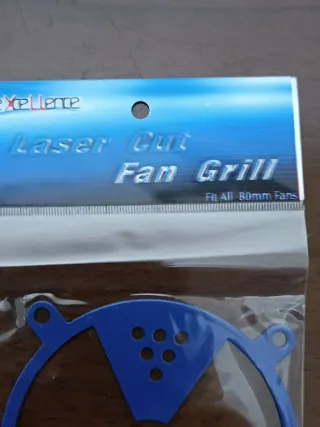 eXceLLence
Laser Cut
Fan Grill
Fit All 80mm Fans